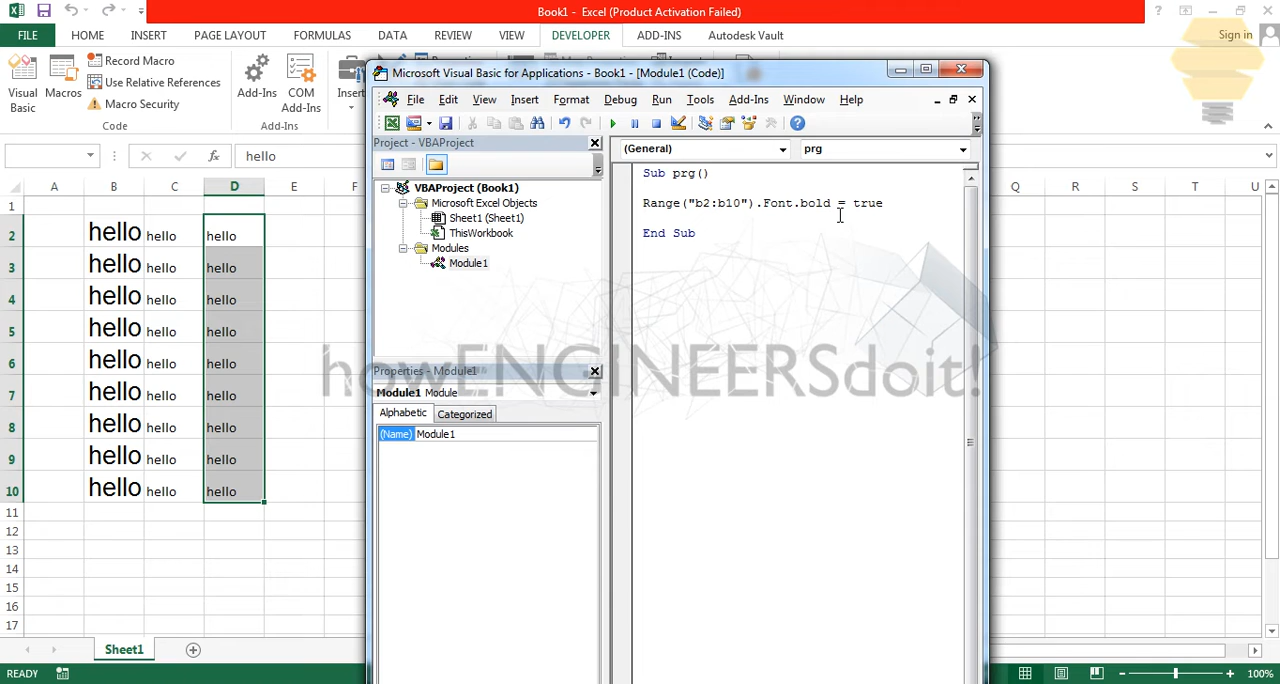 Book1 - Excel (Product Activation Failed)
Sign in
FILE HOME INSERT PAGE LAYOUT FORMULAS DATA REVIEW VIEW DEVELOPER ADD-INS Autodesk Vault
Visual Basic
Macros
Record Macro
Use Relative References
Macro Security
Code
Add-Ins
COM Add-Ins
Add-Ins
Insert
hello
A B C D E F Q R S T U
1
2 hello hello hello
3 hello hello hello
4 hello hello hello
5 hello hello hello
6 hello hello hello
7 hello hello hello
8 hello hello hello
9 hello hello hello
10 hello hello hello
11
12
13
14
15
16
17
Sheet1
READY
100%
Microsoft Visual Basic for Applications - Book1 - [Module1 (Code)]
File Edit View Insert Format Debug Run Tools Add-Ins Window Help
Project - VBAProject
VBAProject (Book1)
Microsoft Excel Objects
Sheet1 (Sheet1)
ThisWorkbook
Modules
Module1
Properties - Module1
Module1 Module
Alphabetic Categorized
(Name) Module1
(General) prg
Sub prg()
Range("b2:b10").Font.bold = true
End Sub
howENGINEERSdoit!